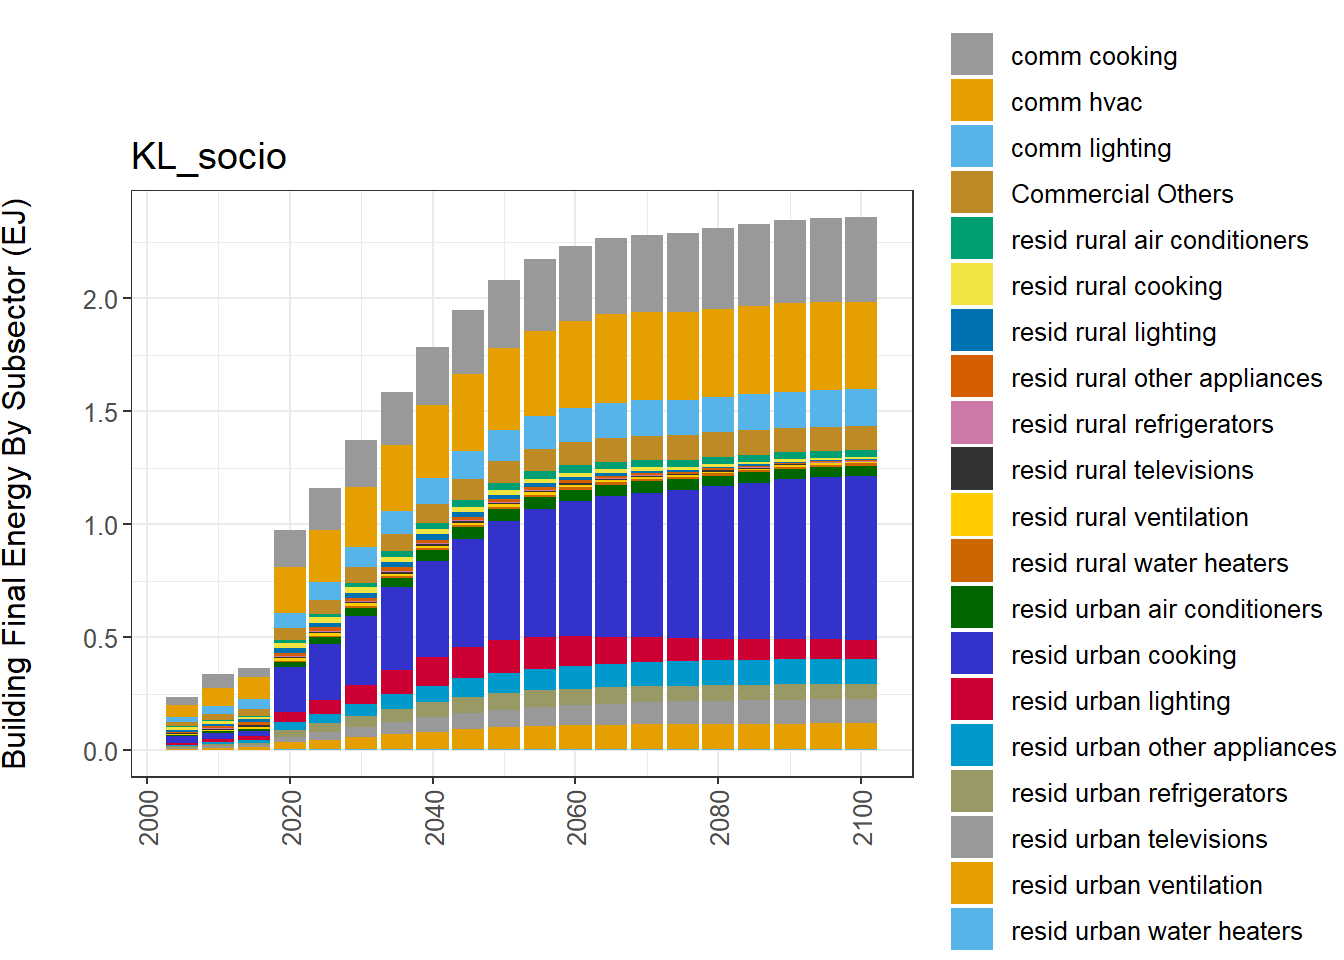 KL_socio
Building Final Energy By Subsector (EJ)
2.0
1.5
1.0
0.5
0.0
2000
2020
2040
2060
2080
2100
comm cooking
comm hvac
comm lighting
Commercial Others
resid rural air conditioners
resid rural cooking
resid rural lighting
resid rural other appliances
resid rural refrigerators
resid rural televisions
resid rural ventilation
resid rural water heaters
resid urban air conditioners
resid urban cooking
resid urban lighting
resid urban other appliances
resid urban refrigerators
resid urban televisions
resid urban ventilation
resid urban water heaters